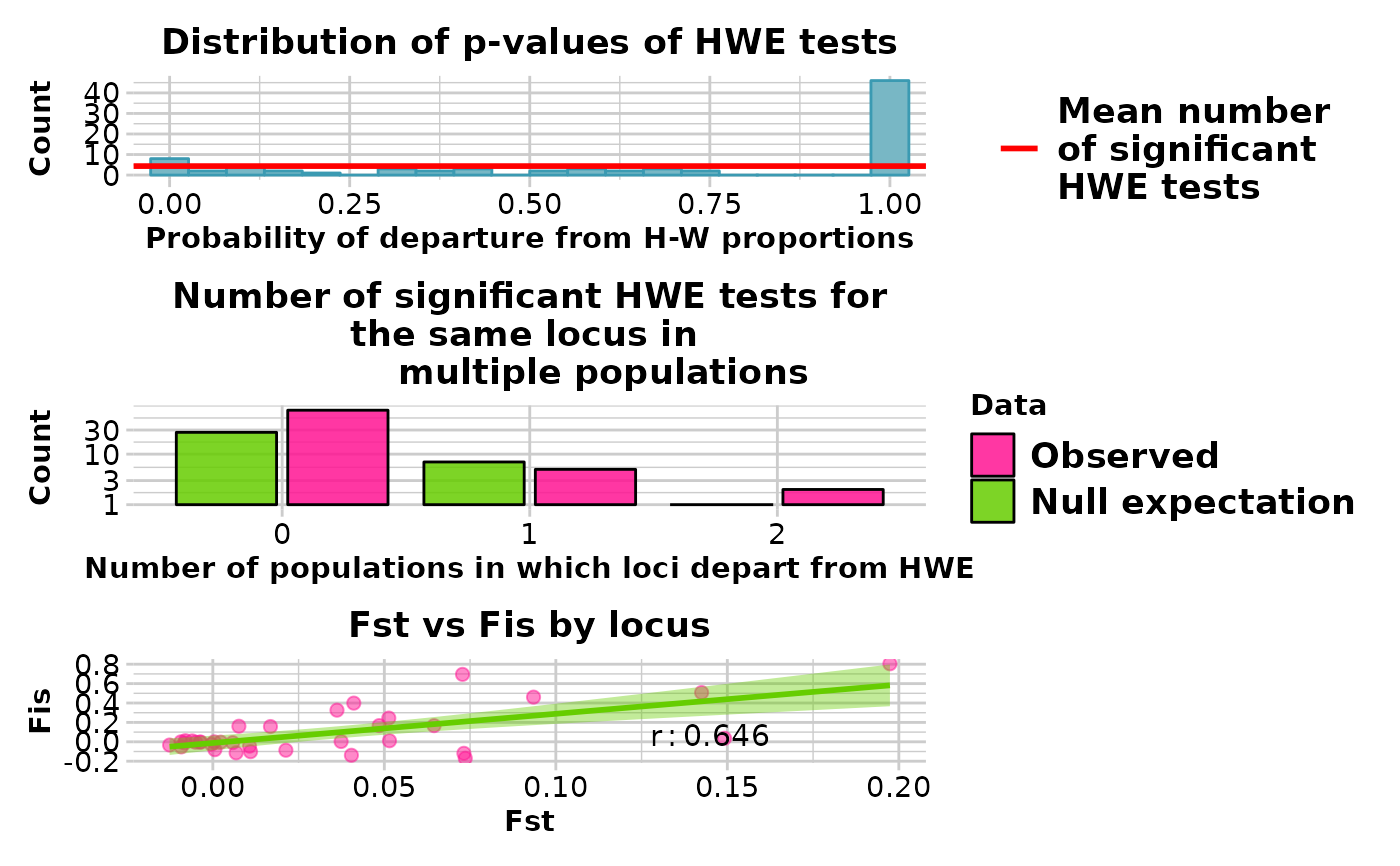 Distribution of p-values of HWE tests
Count
40
30
20
10
0
0.00 0.25 0.50 0.75 1.00
Probability of departure from H-W proportions
Mean number
of significant
HWE tests
Number of significant HWE tests for
the same locus in
multiple populations
Count
30
10
3
1
0 1 2
Number of populations in which loci depart from HWE
Data
Observed
Null expectation
Fst vs Fis by locus
Fis
0.8
0.6
0.4
0.2
0.0
-0.2
r : 0.646
0.00 0.05 0.10 0.15 0.20
Fst